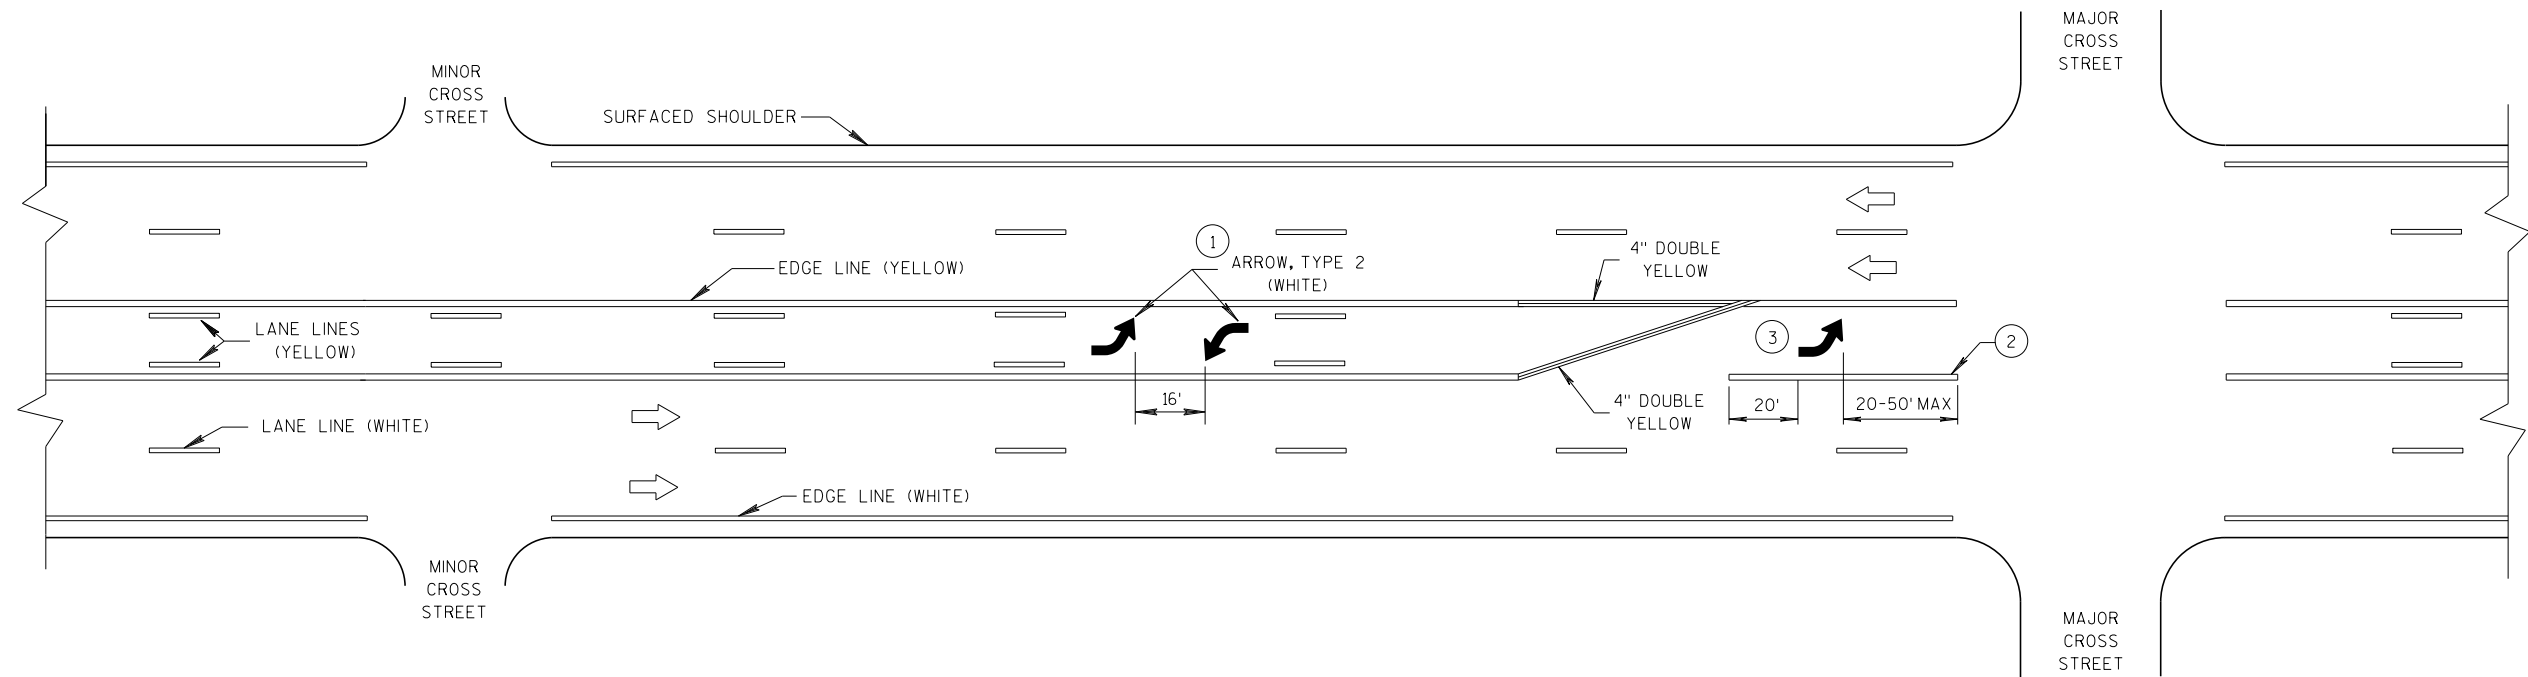 MAJOR
CROSS
STREET
MINOR
CROSS
STREET
SURFACED SHOULDER
1
ARROW, TYPE 2
(WHITE)
4" DOUBLE
YELLOW
EDGE LINE (YELLOW)
LANE LINES
(YELLOW)
3
2
16'
4" DOUBLE
YELLOW
20'
20-50' MAX
LANE LINE (WHITE)
EDGE LINE (WHITE)
MINOR
CROSS
STREET
MAJOR
CROSS
STREET